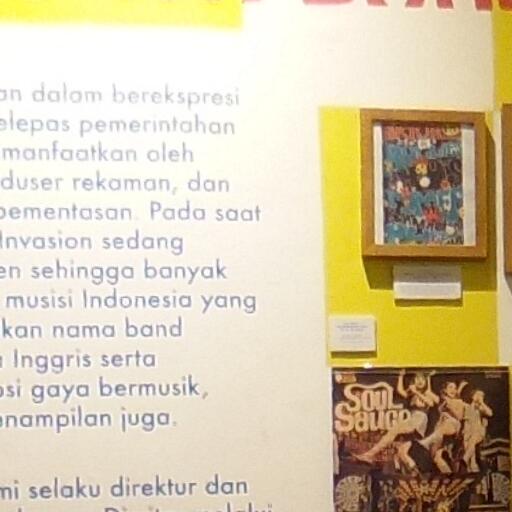 an dalam berekspresi
elepas pemerintahan
manfaatkan oleh
duser rekaman, dan
pementasan. Pada saat
Invasion sedang
en sehingga banyak
musisi Indonesia yang
kan nama band
Inggris serta
si gaya bermusik,
enampilan juga.
mi selaku direktur dan
Soul
Sauce